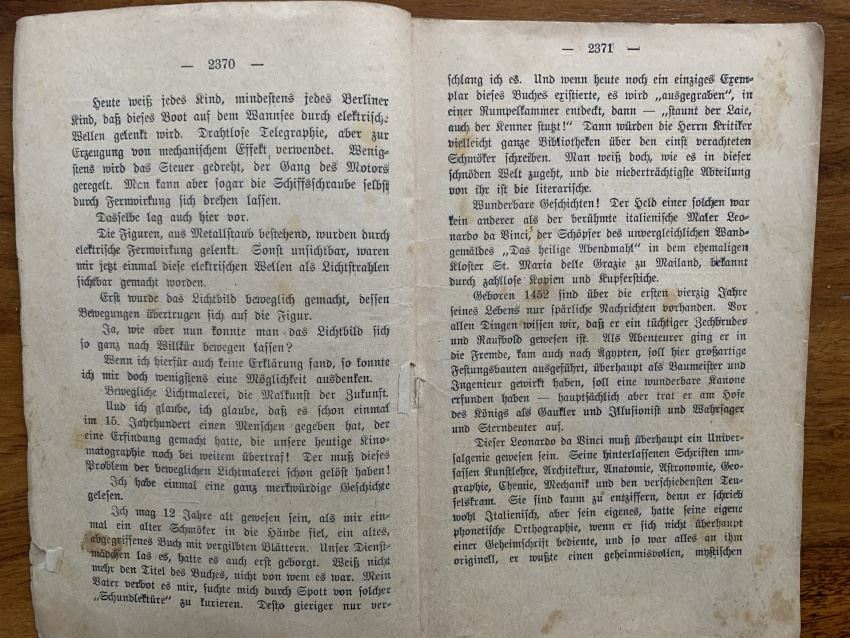 — 2370 —
Heute weiß jedes Kind, mindestens jedes Berliner
Kind, daß dieses Boot auf dem Wannsee durch elektrische
Wellen gelenkt wird. Drahtlose Telegraphie, aber zur
Erzeugung von mechanischem Effekt verwendet. Wenig-
stens wird das Steuer gedreht, der Gang des Motors
geregelt. Man kann aber sogar die Schiffsschraube selbst
durch Fernwirkung sich drehen lassen.
Dasselbe lag auch hier vor.
Die Figuren, aus Metallstaub bestehend, wurden durch
elektrische Fernwirkung gelenkt. Sonst unsichtbar, waren
mir jetzt einmal diese elektrischen Wellen als Lichtstrahlen
sichtbar gemacht worden.
Erst wurde das Lichtbild beweglich gemacht, dessen
Bewegungen übertrugen sich auf die Figur.
Ja, wie aber nun konnte man das Lichtbild sich
so ganz nach Willkür bewegen lassen?
Wenn ich hierfür auch keine Erklärung fand, so konnte
ich mir doch wenigstens eine Möglichkeit ausdenken.
Bewegliche Lichtmalerei, die Malkunst der Zukunft.
Und ich glaube, ich glaube, daß es schon einmal
im 15. Jahrhundert einen Menschen gegeben hat, der
eine Erfindung gemacht hatte, die unsere heutige Kino-
matographie noch bei weitem übertraf! Der muß dieses
Problem der beweglichen Lichtmalerei schon gelöst haben!
Ich habe einmal eine ganz merkwürdige Geschichte
gelesen.
Ich mag 12 Jahre alt gewesen sein, als mir ein-
mal ein alter Schmöker in die Hände fiel, ein altes,
abgegriffenes Buch mit vergilbten Blättern. Unser Dienst-
mädchen las es, hatte es auch erst geborgt. Weiß nicht
mehr den Titel des Buches, nicht von wem es war. Mein
Vater verbot es mir, suchte mich durch Spott von solcher
„Schundlektüre“ zu kurieren. Desto gieriger nur ver-
— 2371 —
schlang ich es. Und wenn heute noch ein einziges Exem-
plar dieses Buches existierte, es wird „ausgegraben“, in
einer Rumpelkammer entdeckt, dann — „staunt der Laie,
auch der Kenner stutzt!“ Dann würden die Herrn Kritiker
vielleicht ganze Bibliotheken über den einst verachteten
Schmöker schreiben. Man weiß doch, wie es in dieser
schnöden Welt zugeht, und die niederträchtigste Abteilung
von ihr ist die literarische.
Wunderbare Geschichten! Der Held einer solchen war
kein anderer als der berühmte italienische Maler Leo-
nardo da Vinci, der Schöpfer des unvergleichlichen Wand-
gemäldes „Das heilige Abendmahl“ in dem ehemaligen
Kloster St. Maria delle Grazie zu Mailand, bekannt
durch zahllose Kopien und Kupferstiche.
Geboren 1452 sind über die ersten vierzig Jahre
seines Lebens nur spärliche Nachrichten vorhanden. Vor
allen Dingen wissen wir, daß er ein tüchtiger Zechbruder
und Raufbold gewesen ist. Als Abenteurer ging er in
die Fremde, kam auch nach Ägypten, soll hier großartige
Festungsbauten ausgeführt, überhaupt als Baumeister und
Ingenieur gewirkt haben, soll eine wunderbare Kanone
erfunden haben — hauptsächlich aber trat er am Hofe
des Königs als Gaukler und Illusionist und Wahrsager
und Sterndeuter auf.
Dieser Leonardo da Vinci muß überhaupt ein Univer-
salgenie gewesen sein. Seine hinterlassenen Schriften um-
fassen Kunstlehre, Architektur, Anatomie, Astronomie, Geo-
graphie, Chemie, Mechanik und den verschiedensten Teu-
felskram. Sie sind kaum zu entziffern, denn er schrieb
wohl Italienisch, aber sein eigenes, hatte seine eigene
phonetische Orthographie, wenn er sich nicht überhaupt
einer Geheimschrift bediente, und so war alles an ihm
originell, er wußte einen geheimnisvollen, mystischen